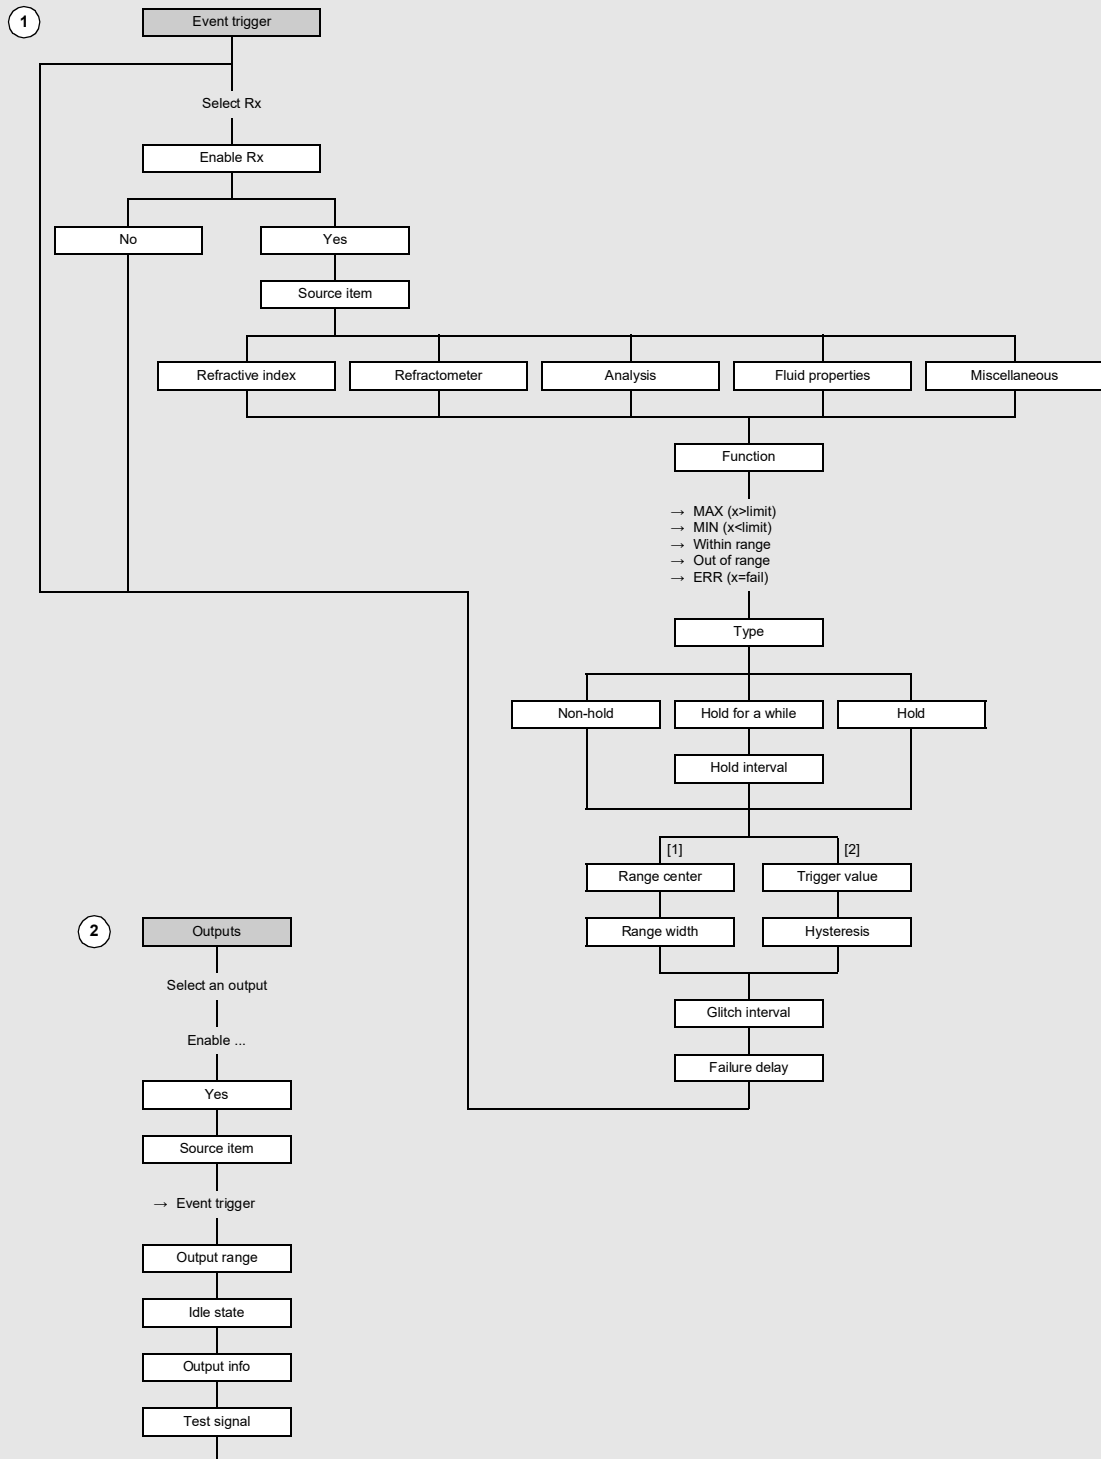 1
Event trigger
Select Rx
Enable Rx
No
Yes
Source item
Refractive index
Refractometer
Analysis
Fluid properties
Miscellaneous
Function
→ MAX (x>limit)
→ MIN (x<limit)
→ Within range
→ Out of range
→ ERR (x=fail)
Type
Non-hold
Hold for a while
Hold
Hold interval
[1]
[2]
Range center
Trigger value
Range width
Hysteresis
Glitch interval
Failure delay
2
Outputs
Select an output
Enable ...
Yes
Source item
→ Event trigger
Output range
Idle state
Output info
Test signal